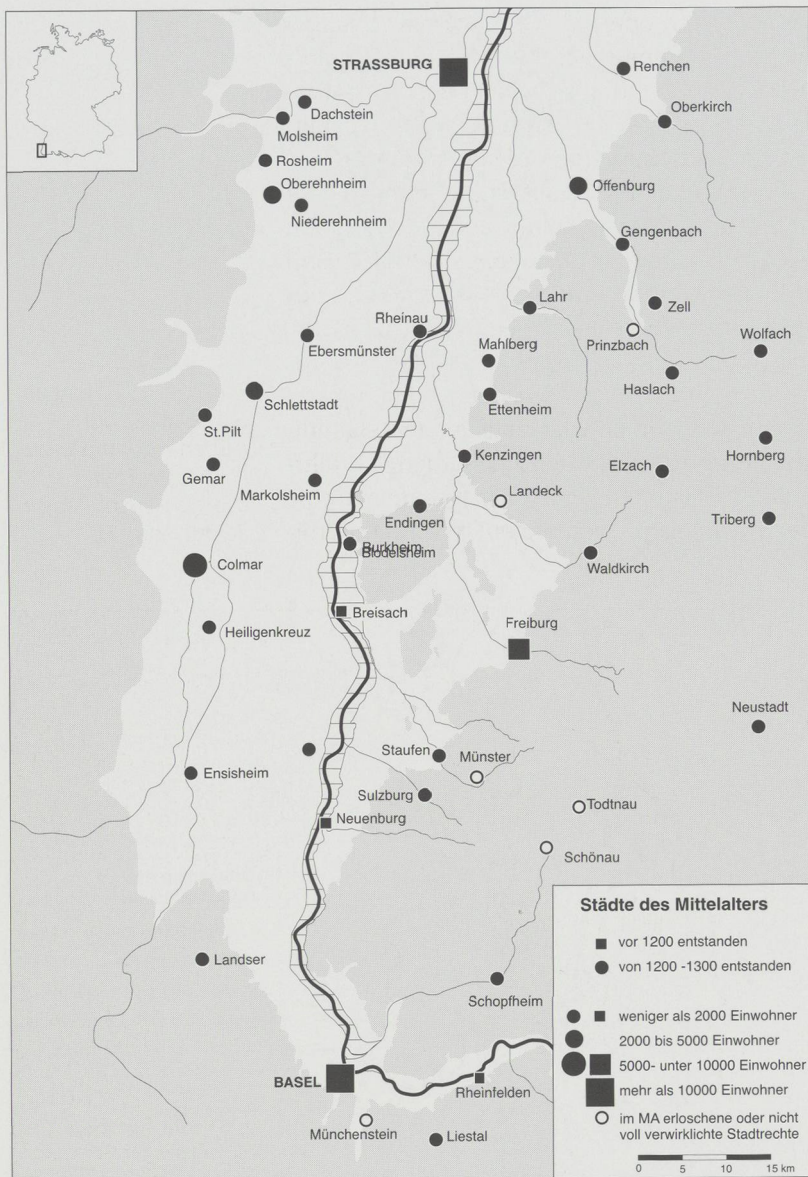 STRASSBURG
Renchen
Dachstein
Oberkirch
Molsheim
Rosheim
Oberehnheim
Offenburg
Niederehnheim
Gengenbach
Lahr
Zell
Rheinau
Prinzbach
Wolfach
Ebersmünster
Mahlberg
Haslach
Schlettstadt
Ettenheim
St.Pilt
Kenzingen
Hornberg
Gemar
Elzach
Markolsheim
Landeck
Endingen
Triberg
Burkheim
Blodelsheim
Colmar
Waldkirch
Breisach
Freiburg
Heiligenkreuz
Neustadt
Staufen
Münster
Ensisheim
Sulzburg
Todtnau
Neuenburg
Schönau
Landser
Schopfheim
BASEL
Rheinfelden
Münchenstein
Liestal
Städte des Mittelalters
vor 1200 entstanden
von 1200 -1300 entstanden
weniger als 2000 Einwohner
2000 bis 5000 Einwohner
5000- unter 10000 Einwohner
mehr als 10000 Einwohner
im MA erloschene oder nicht
voll verwirklichte Stadtrechte
0 5 10 15 km